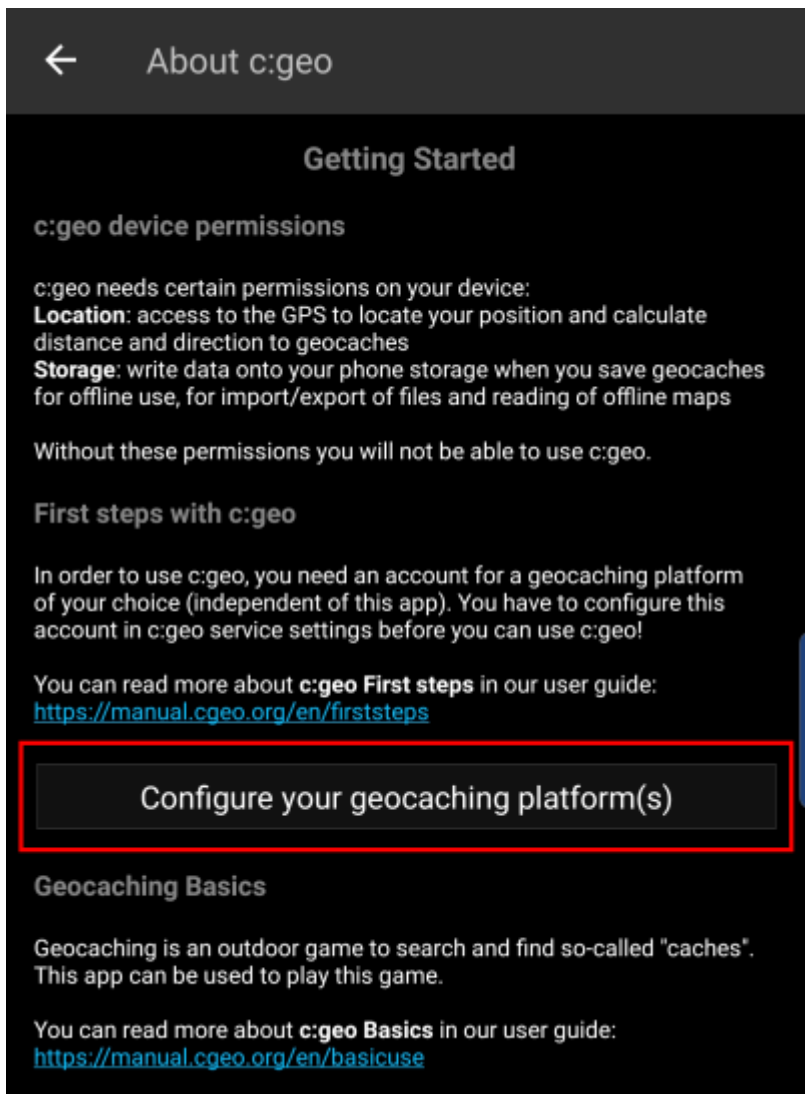 About c:geo
Getting Started
c:geo device permissions
c:geo needs certain permissions on your device:
Location: access to the GPS to locate your position and calculate
distance and direction to geocaches
Storage: write data onto your phone storage when you save geocaches
for offline use, for import/export of files and reading of offline maps
Without these permissions you will not be able to use c:geo.
First steps with c:geo
In order to use c:geo, you need an account for a geocaching platform
of your choice (independent of this app). You have to configure this
account in c:geo service settings before you can use c:geo!
You can read more about c:geo First steps in our user guide:
https://manual.cgeo.org/en/firststeps
Configure your geocaching platform(s)
Geocaching Basics
Geocaching is an outdoor game to search and find so-called "caches".
This app can be used to play this game.
You can read more about c:geo Basics in our user guide:
https://manual.cgeo.org/en/basicuse